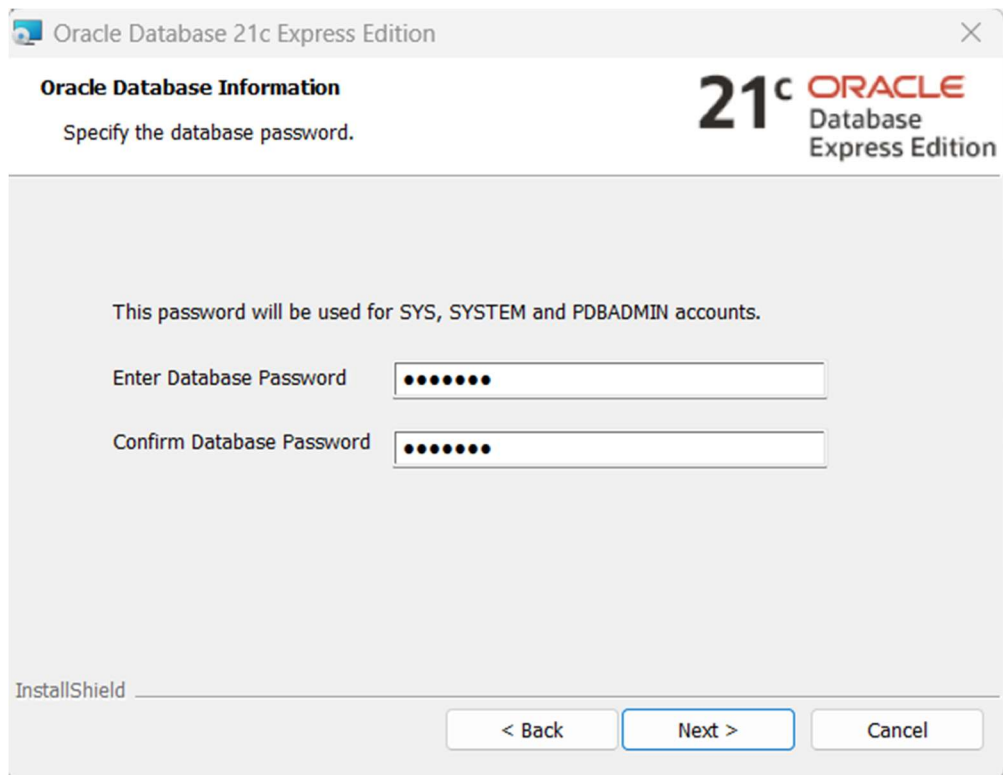 Oracle Database 21c Express Edition
Oracle Database Information
Specify the database password.
21c ORACLE
Database
Express Edition
This password will be used for SYS, SYSTEM and PDBADMIN accounts.
Enter Database Password •••••••
Confirm Database Password •••••••
InstallShield
< Back Next > Cancel